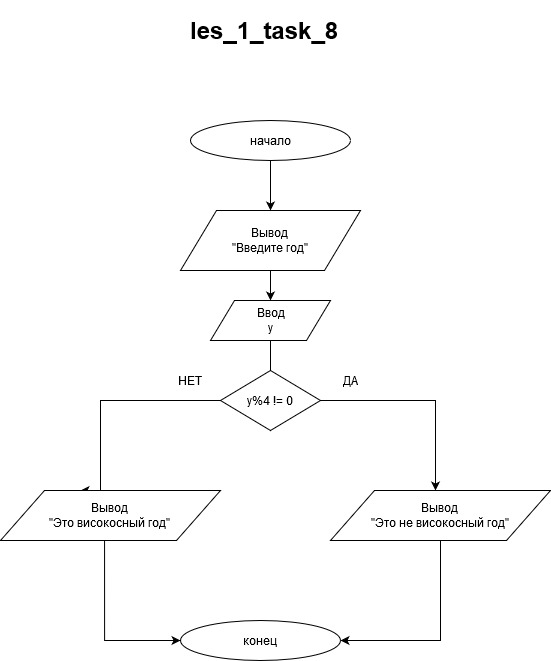 les_1_task_8
начало
Вывод
"Введите год"
Ввод
y
НЕТ
ДА
y%4 != 0
Вывод
"Это високосный год"
Вывод
"Это не високосный год"
конец